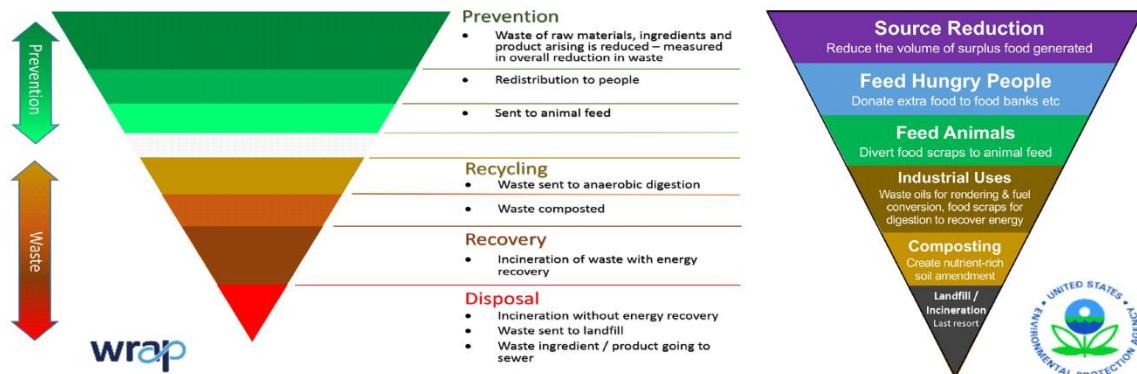 Prevention
Waste
Prevention
• Waste of raw materials, ingredients and
product arising is reduced – measured
in overall reduction in waste
• Redistribution to people
• Sent to animal feed
Recycling
• Waste sent to anaerobic digestion
• Waste composted
Recovery
• Incineration of waste with energy
recovery
Disposal
• Incineration without energy recovery
• Waste sent to landfill
• Waste ingredient / product going to
sewer
wrap
Source Reduction
Reduce the volume of surplus food generated
Feed Hungry People
Donate extra food to food banks etc
Feed Animals
Divert food scraps to animal feed
Industrial Uses
Waste oils for rendering & fuel
conversion, food scraps for
digestion to recover energy
Composting
Create nutrient-rich
soil amendment
Landfill /
Incineration
Last resort
UNITED STATES
ENVIRONMENTAL PROTECTION AGENCY